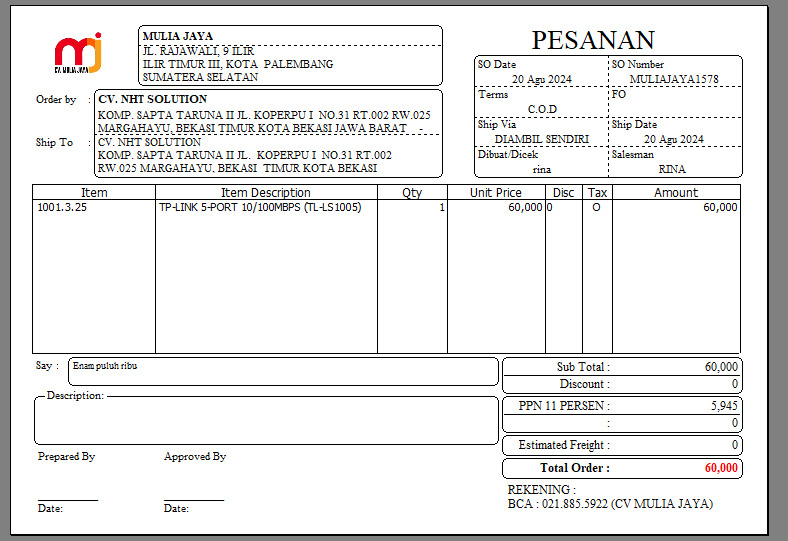 MULIA JAYA
JL. RAJAWALI, 9 ILIR
ILIR TIMUR III, KOTA PALEMBANG
SUMATERA SELATAN
mj
CV. MULIA JAYA
PESANAN
SO Date
20 Agu 2024
SO Number
MULIAJAYA1578
Terms
C.O.D
FO
Ship Via
DIAMBIL SENDIRI
Ship Date
20 Agu 2024
Dibuat/Dicek
rina
Salesman
RINA
Order by : CV. NHT SOLUTION
KOMP. SAPTA TARUNA II JL. KOPERPU I NO.31 RT.002 RW.025
MARGAHAYU, BEKASI TIMUR KOTA BEKASI JAWA BARAT -
Ship To : CV. NHT SOLUTION
KOMP. SAPTA TARUNA II JL. KOPERPU I NO.31 RT.002
RW.025 MARGAHAYU, BEKASI TIMUR KOTA BEKASI
Item Item Description Qty Unit Price Disc Tax Amount
1001.3.25 TP-LINK 5-PORT 10/100MBPS (TL-LS1005) 1 60,000 0 O 60,000
Say : Enam puluh ribu
Sub Total : 60,000
Discount : 0
Description:
PPN 11 PERSEN : 5,945
: 0
Estimated Freight : 0
Total Order : 60,000
Prepared By Approved By
Date: Date:
REKENING :
BCA : 021.885.5922 (CV MULIA JAYA)